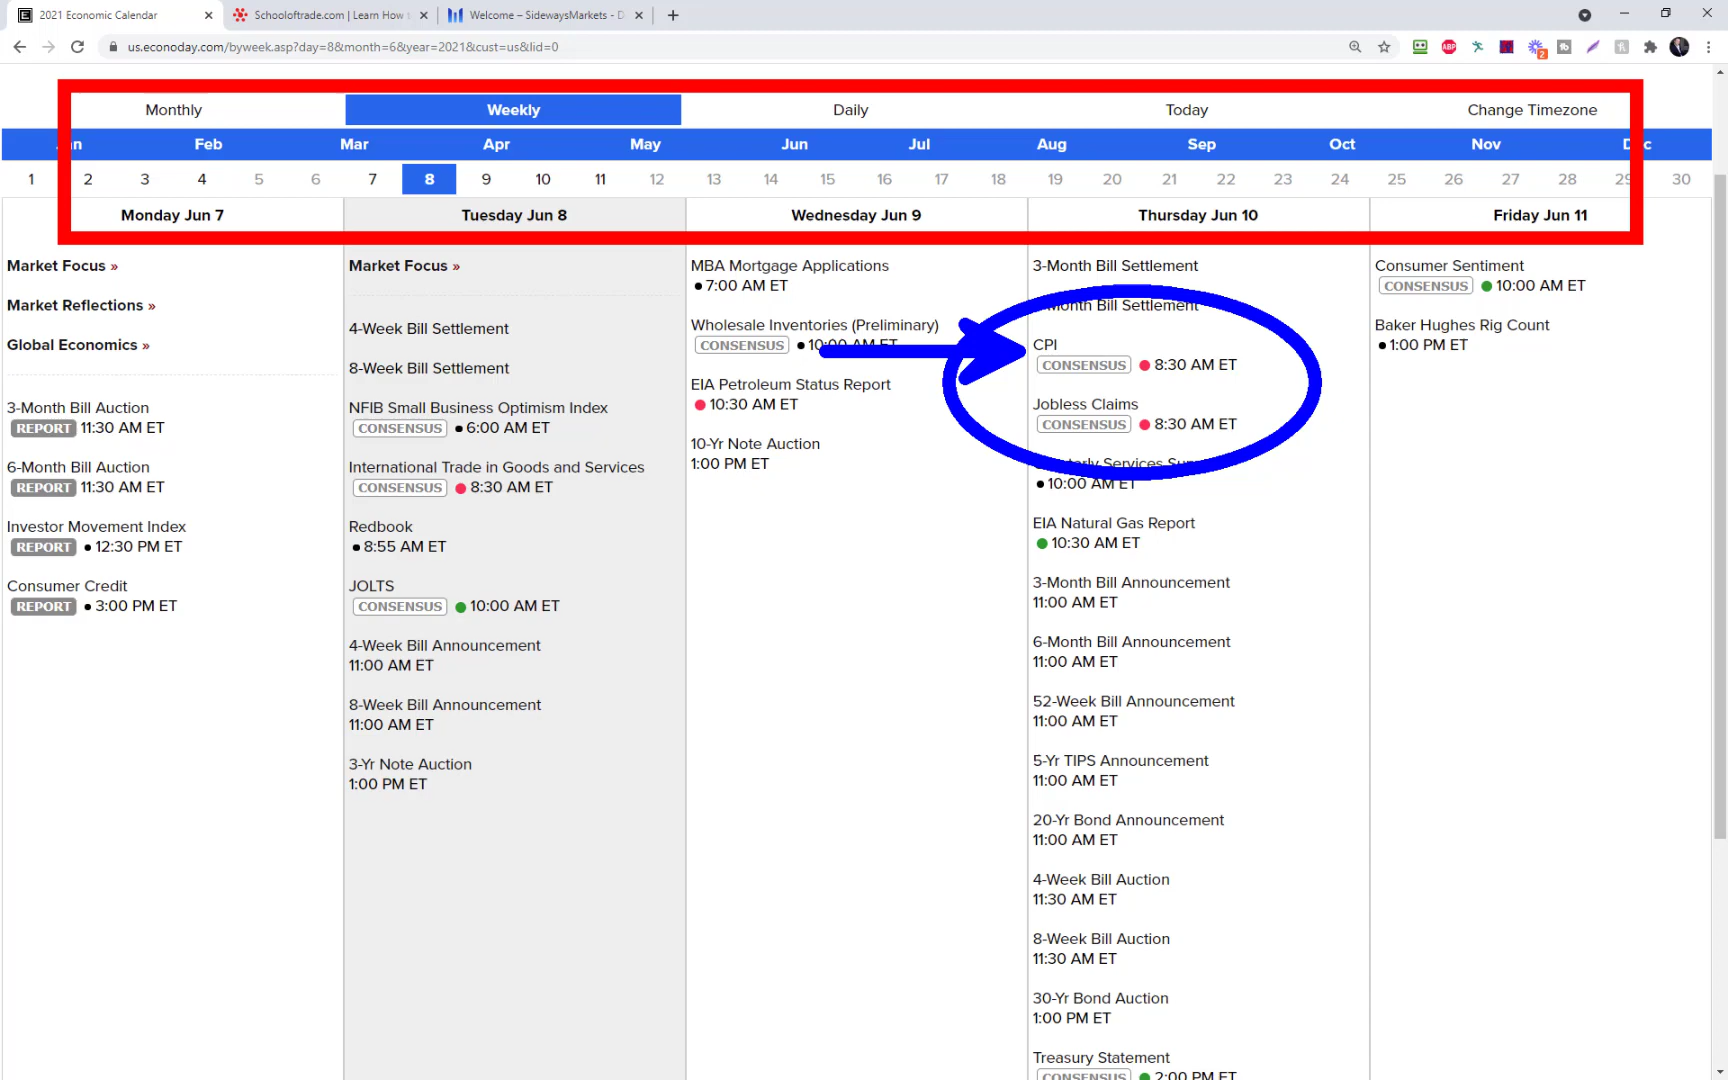 2021 Economic Calendar
Schooloftrade.com | Learn How
Welcome – SidewaysMarkets - D
us.econoday.com/byweek.asp?day=8&month=6&year=2021&cust=us&lid=0
ABP
2
Monthly Weekly Daily Today Change Timezone
Feb Mar Apr May Jun Jul Aug Sep Oct Nov
1 2 3 4 5 6 7 8 9 10 11 12 13 14 15 16 17 18 19 20 21 22 23 24 25 26 27 28 29 30
Monday Jun 7
Market Focus »
Market Reflections »
Global Economics »
3-Month Bill Auction
REPORT 11:30 AM ET
6-Month Bill Auction
REPORT 11:30 AM ET
Investor Movement Index
REPORT 12:30 PM ET
Consumer Credit
REPORT 3:00 PM ET
Tuesday Jun 8
Market Focus »
4-Week Bill Settlement
8-Week Bill Settlement
NFIB Small Business Optimism Index
CONSENSUS 6:00 AM ET
International Trade in Goods and Services
CONSENSUS 8:30 AM ET
Redbook
8:55 AM ET
JOLTS
CONSENSUS 10:00 AM ET
4-Week Bill Announcement
11:00 AM ET
8-Week Bill Announcement
11:00 AM ET
3-Yr Note Auction
1:00 PM ET
Wednesday Jun 9
MBA Mortgage Applications
7:00 AM ET
Wholesale Inventories (Preliminary)
CONSENSUS 10:00 AM ET
EIA Petroleum Status Report
10:30 AM ET
10-Yr Note Auction
1:00 PM ET
Thursday Jun 10
3-Month Bill Settlement
Bill Settlement
CPI
CONSENSUS 8:30 AM ET
Jobless Claims
CONSENSUS 8:30 AM ET
Services
10:00 AM ET
EIA Natural Gas Report
10:30 AM ET
3-Month Bill Announcement
11:00 AM ET
6-Month Bill Announcement
11:00 AM ET
52-Week Bill Announcement
11:00 AM ET
5-Yr TIPS Announcement
11:00 AM ET
20-Yr Bond Announcement
11:00 AM ET
4-Week Bill Auction
11:30 AM ET
8-Week Bill Auction
11:30 AM ET
30-Yr Bond Auction
1:00 PM ET
Treasury Statement
CONSENSUS 2:00 PM ET
Friday Jun 11
Consumer Sentiment
CONSENSUS 10:00 AM ET
Baker Hughes Rig Count
1:00 PM ET